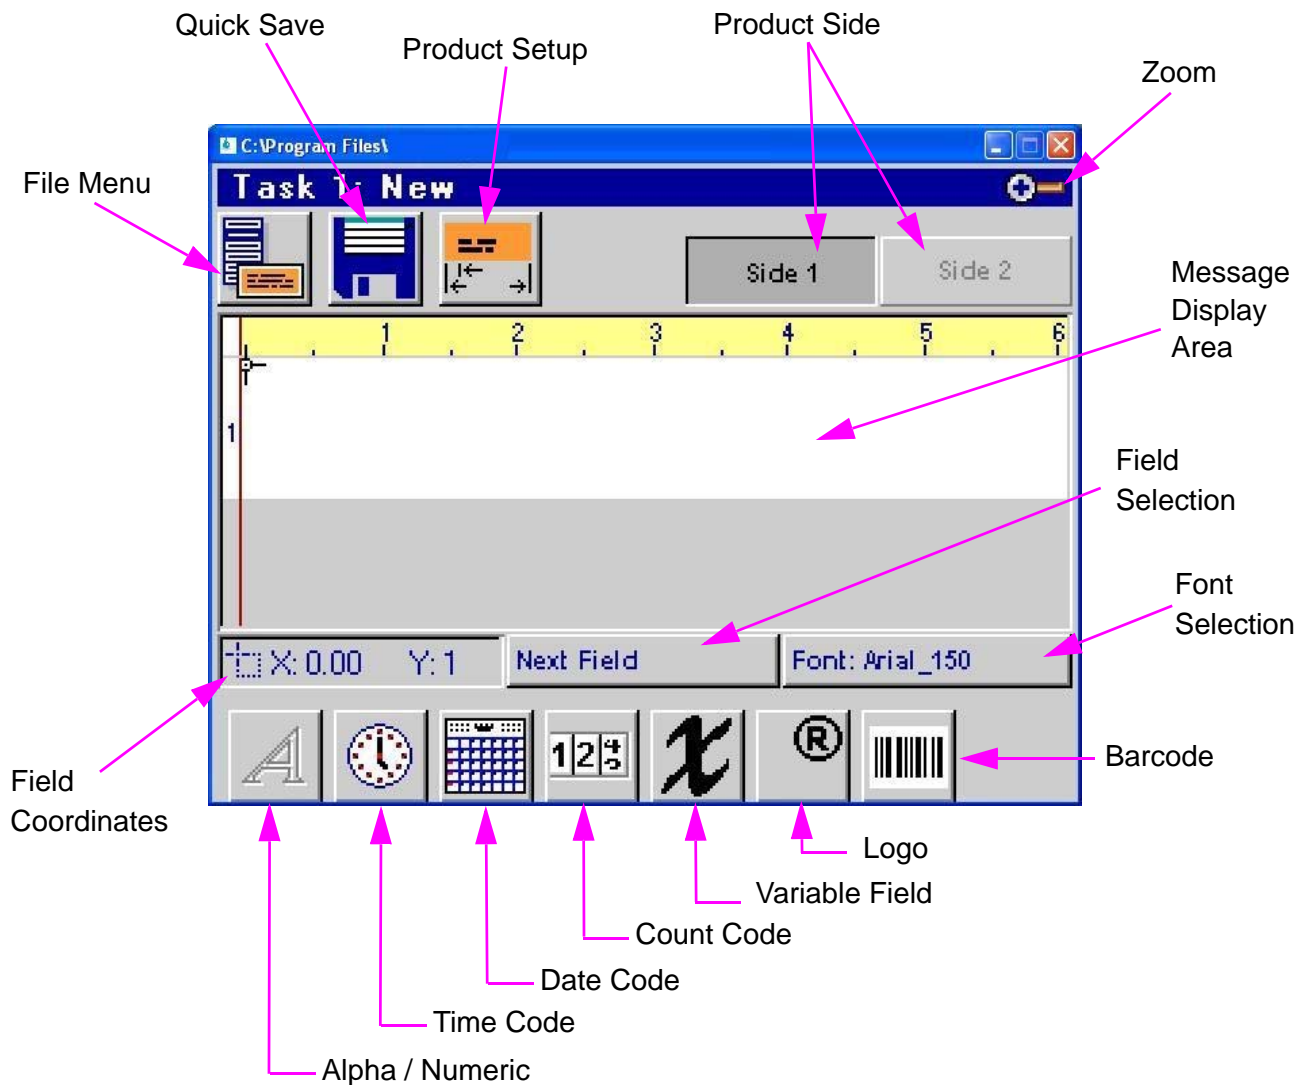 Quick Save
Product Setup
Product Side
Zoom
File Menu
C:\Program Files\
Task 1: New
Side 1
Side 2
Message
Display
Area
1 2 3 4 5 6
1
Field
Selection
Font
Selection
X: 0.00 Y: 1
Next Field
Font: Arial_150
A
1 2
x
®
Barcode
Field
Coordinates
Logo
Variable Field
Count Code
Date Code
Time Code
Alpha / Numeric